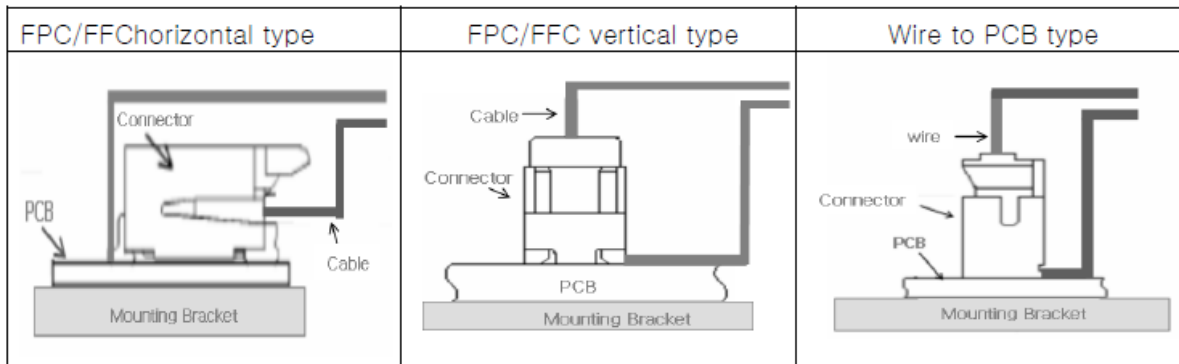 FPC/FFChorizontal type
FPC/FFC vertical type
Wire to PCB type
Connector
PCB
Cable
Mounting Bracket
Cable
Connector
PCB
Mounting Bracket
wire
Connector
PCB
Mounting Bracket